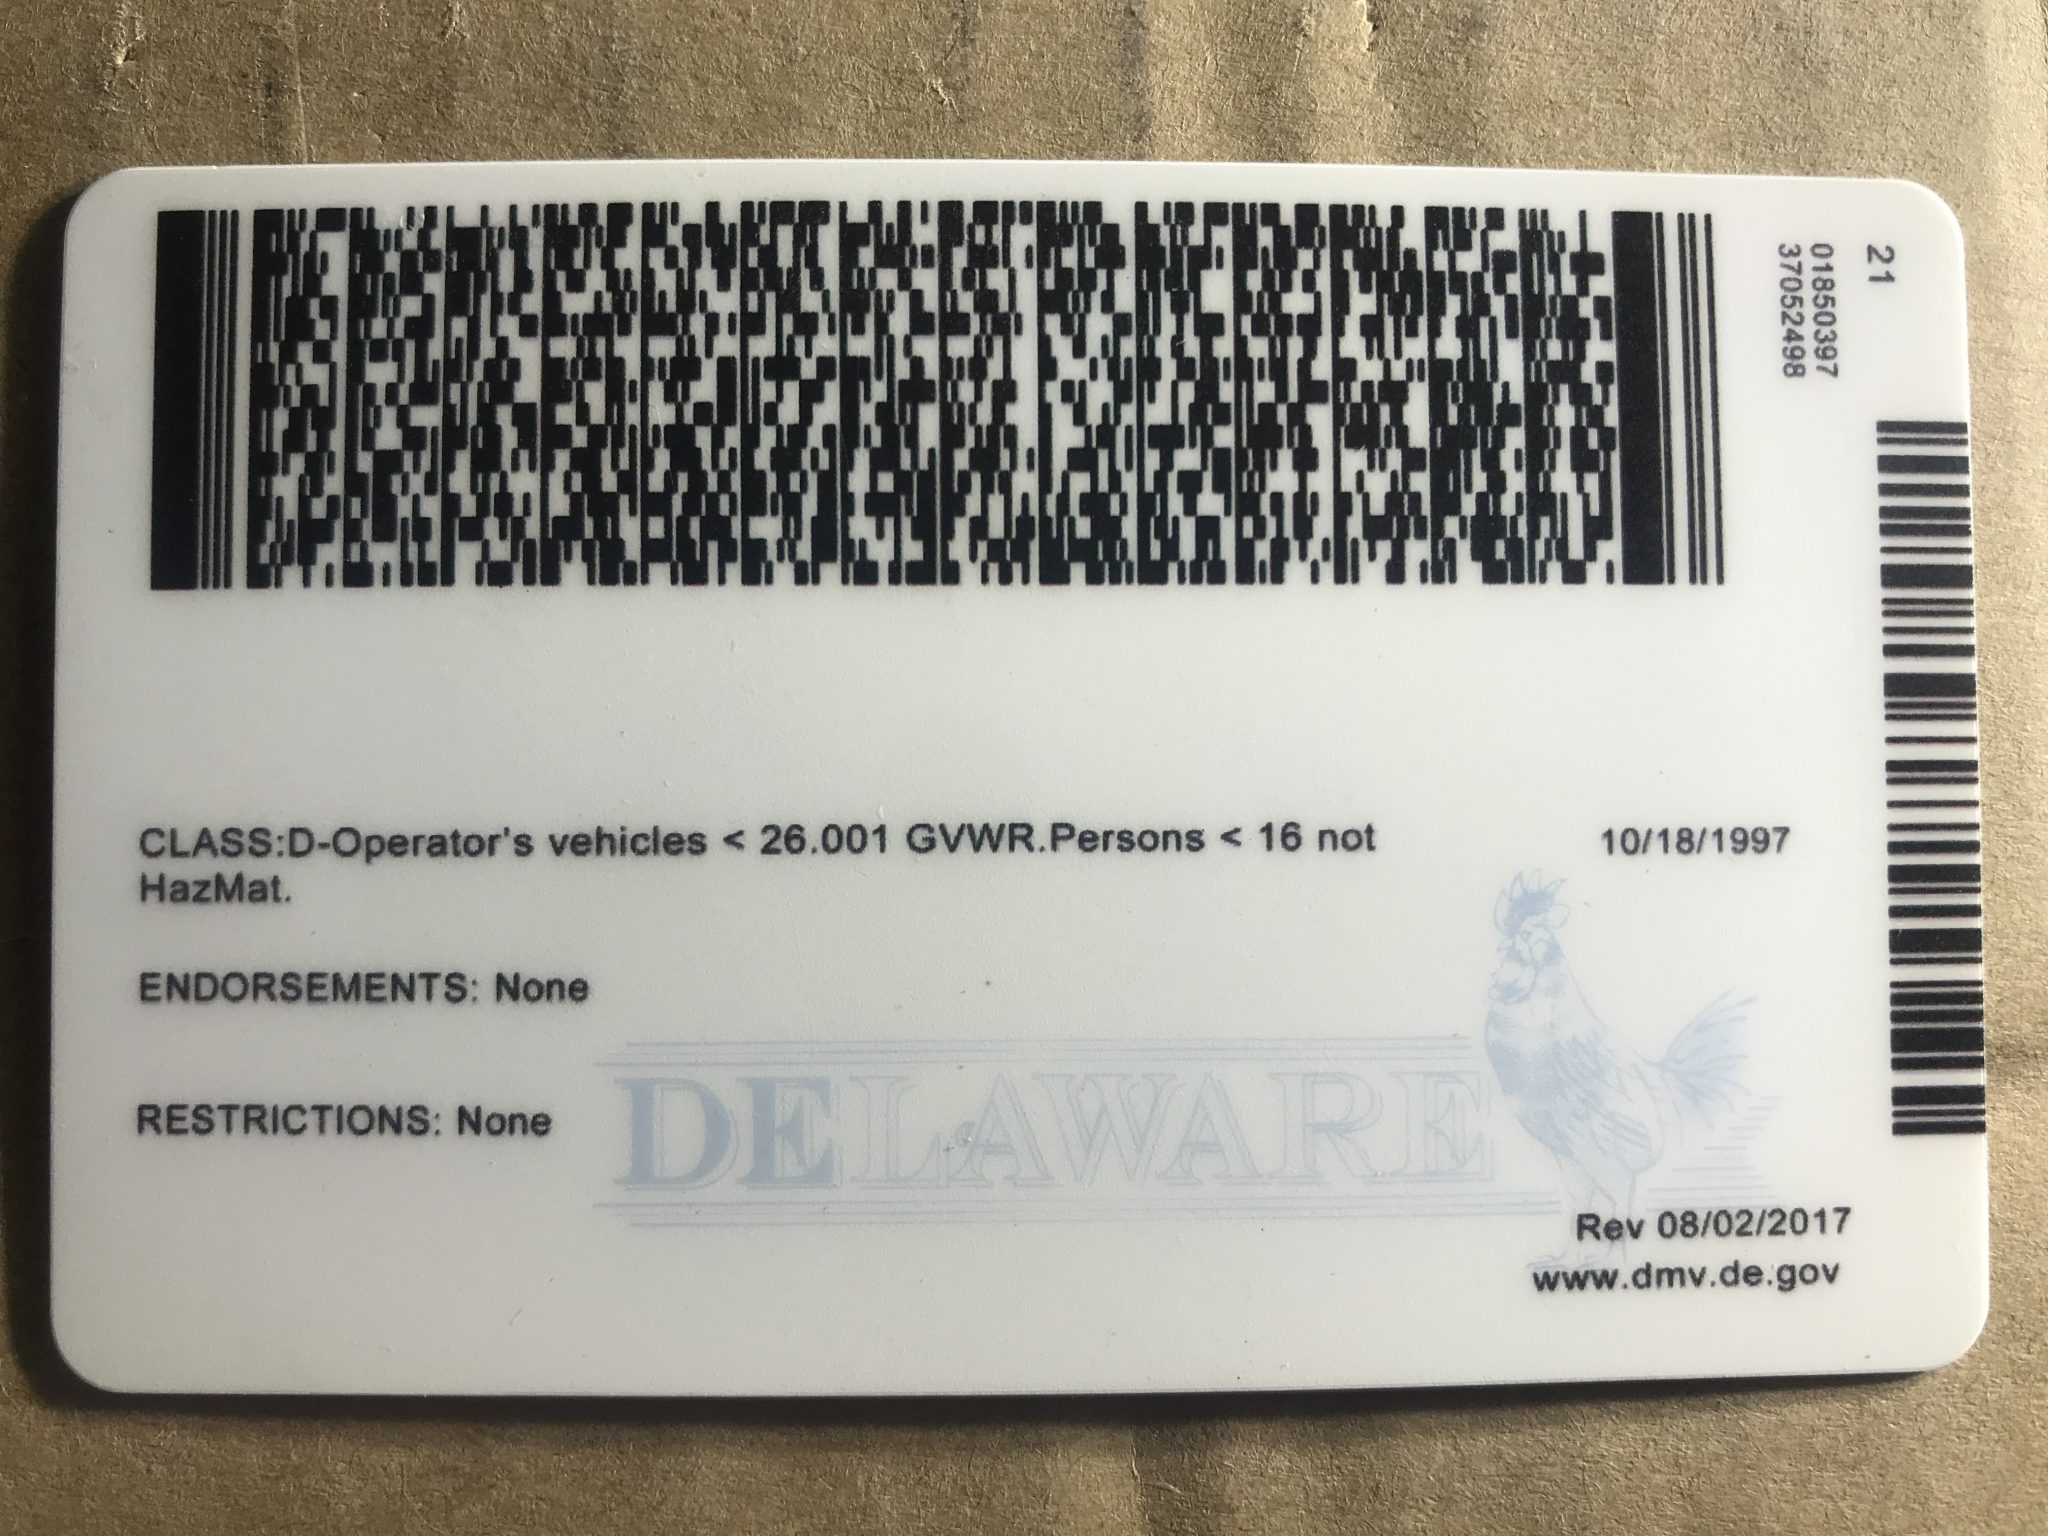 21
01850397
37052498
CLASS:D-Operator's vehicles < 26.001 GVWR.Persons < 16 not
HazMat.
10/18/1997
ENDORSEMENTS: None
RESTRICTIONS: None
DELAWARE
Rev 08/02/2017
www.dmv.de.gov